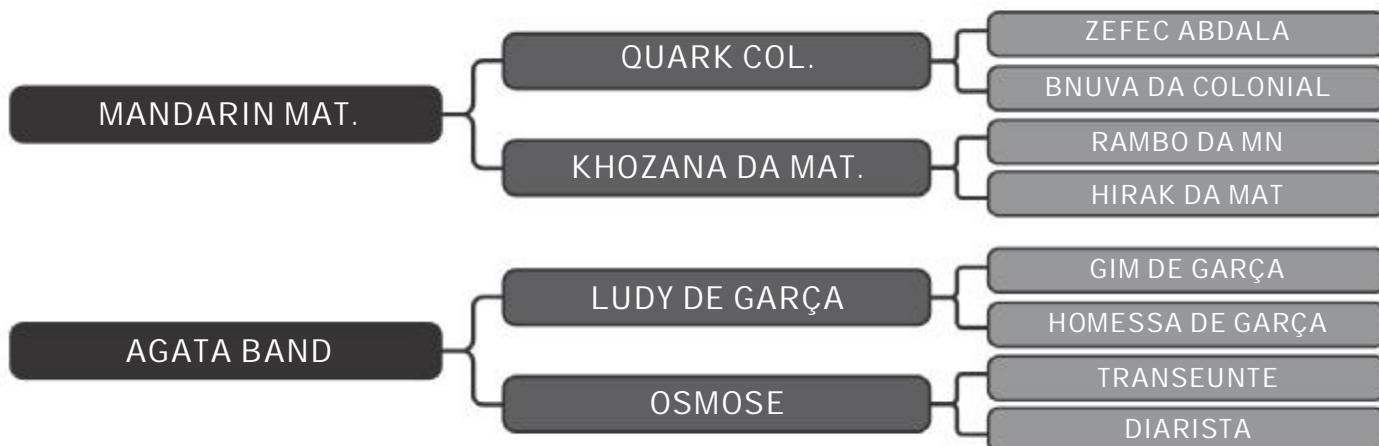 MANDARIN MAT.
QUARK COL.
ZEFEC ABDALA
BNUVA DA COLONIAL
KHOZANA DA MAT.
RAMBO DA MN
HIRAK DA MAT
AGATA BAND
LUDY DE GARÇA
GIM DE GARÇA
HOMESSA DE GARÇA
OSMOSE
TRANSEUNTE
DIARISTA